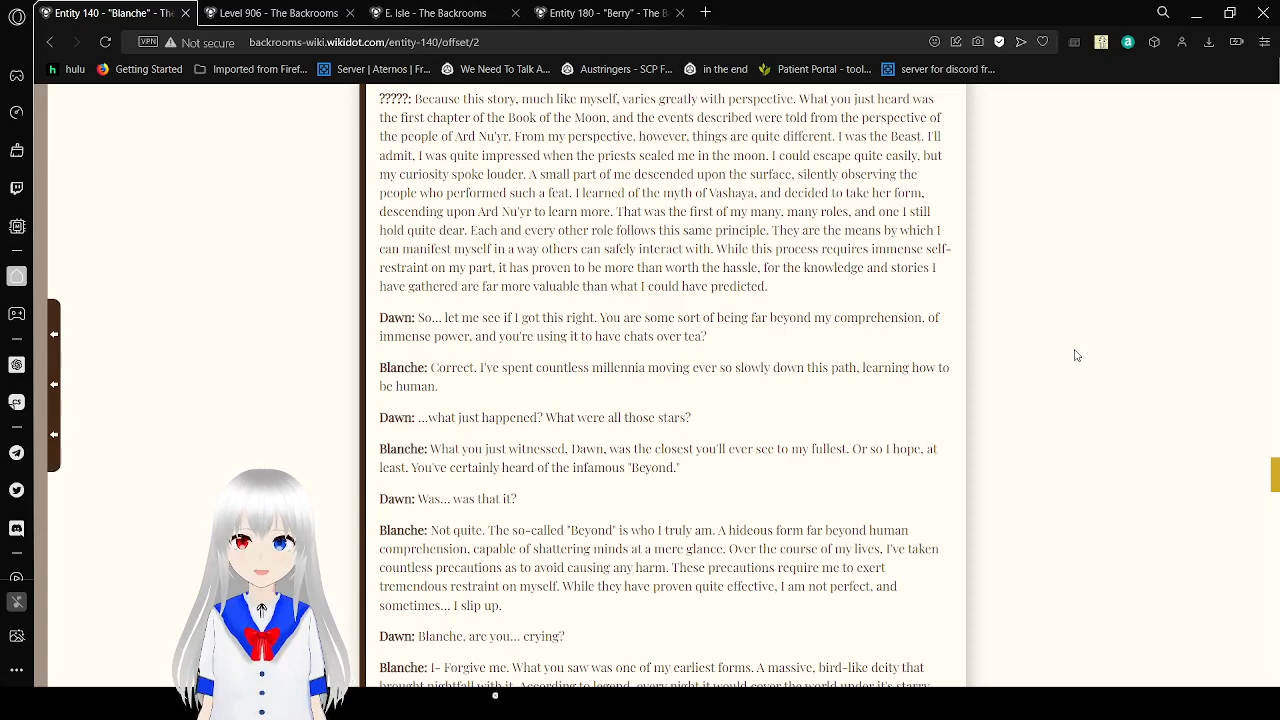 Entity 140 - "Blanche" - The
Level 906 - The Backrooms
E. Isle - The Backrooms
Entity 180 - "Berry" - The B
VPN
Not secure
backrooms-wiki.wikidot.com/entity-140/offset/2
hulu
Getting Started
Imported from Firef...
Server | Aternos | Fr...
We Need To Talk A...
Austringers - SCP F...
in the end
Patient Portal - tool...
server for discord fr...
?????: Because this story, much like myself, varies greatly with perspective. What you just heard was
the first chapter of the Book of the Moon, and the events described were told from the perspective of
the people of Ard Nu'yr. From my perspective, however, things are quite different. I was the Beast. I'll
admit, I was quite impressed when the priests sealed me in the moon. I could escape quite easily, but
my curiosity spoke louder. A small part of me descended upon the surface, silently observing the
people who performed such a feat. I learned of the myth of Vashaya, and decided to take her form,
descending upon Ard Nu'yr to learn more. That was the first of my many, many roles, and one I still
hold quite dear. Each and every other role follows this same principle. They are the means by which I
can manifest myself in a way others can safely interact with. While this process requires immense self-
restraint on my part, it has proven to be more than worth the hassle, for the knowledge and stories I
have gathered are far more valuable than what I could have predicted.
Dawn: So... let me see if I got this right. You are some sort of being far beyond my comprehension, of
immense power, and you're using it to have chats over tea?
Blanche: Correct. I've spent countless millennia moving ever so slowly down this path, learning how to
be human.
Dawn: ...what just happened? What were all those stars?
Blanche: What you just witnessed, Dawn, was the closest you'll ever see to my fullest. Or so I hope, at
least. You've certainly heard of the infamous "Beyond."
Dawn: Was... was that it?
Blanche: Not quite. The so-called "Beyond" is who I truly am. A hideous form far beyond human
comprehension, capable of shattering minds at a mere glance. Over the course of my lives, I've taken
countless precautions as to avoid causing any harm. These precautions require me to exert
tremendous restraint on myself. While they have proven quite effective, I am not perfect, and
sometimes... I slip up.
Dawn: Blanche, are you... crying?
Blanche: I- Forgive me. What you saw was one of my earliest forms. A massive, bird-like deity that
brought nightfall with it. According to legend, every night it would cover the world under it's starry